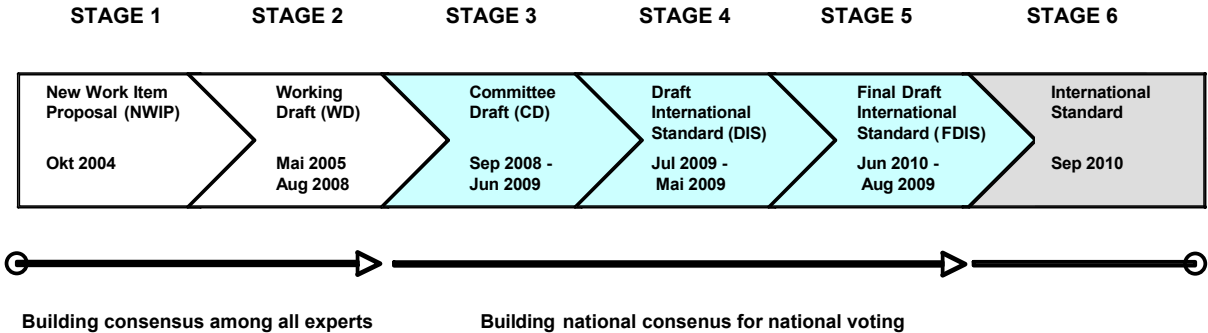 STAGE 1 STAGE 2 STAGE 3 STAGE 4 STAGE 5 STAGE 6
New Work Item
Proposal (NWIP)
Okt 2004
Working
Draft (WD)
Mai 2005
Aug 2008
Committee
Draft (CD)
Sep 2008 -
Jun 2009
Draft
International
Standard (DIS)
Jul 2009 -
Mai 2009
Final Draft
International
Standard (FDIS)
Jun 2010 -
Aug 2009
International
Standard
Sep 2010
Building consensus among all experts
Building national consenus for national voting